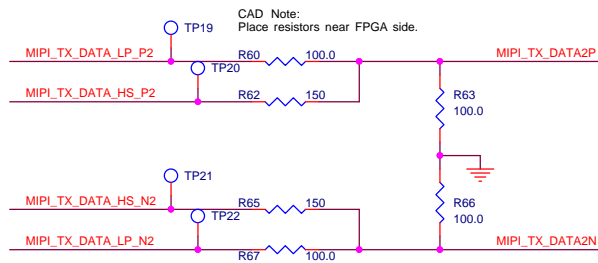 CAD Note:
Place resistors near FPGA side.
TP19
MIPI_TX_DATA_LP_P2
R60
100.0
MIPI_TX_DATA2P
TP20
MIPI_TX_DATA_HS_P2
R62
150
R63
100.0
TP21
MIPI_TX_DATA_HS_N2
R65
150
R66
100.0
TP22
MIPI_TX_DATA_LP_N2
R67
100.0
MIPI_TX_DATA2N